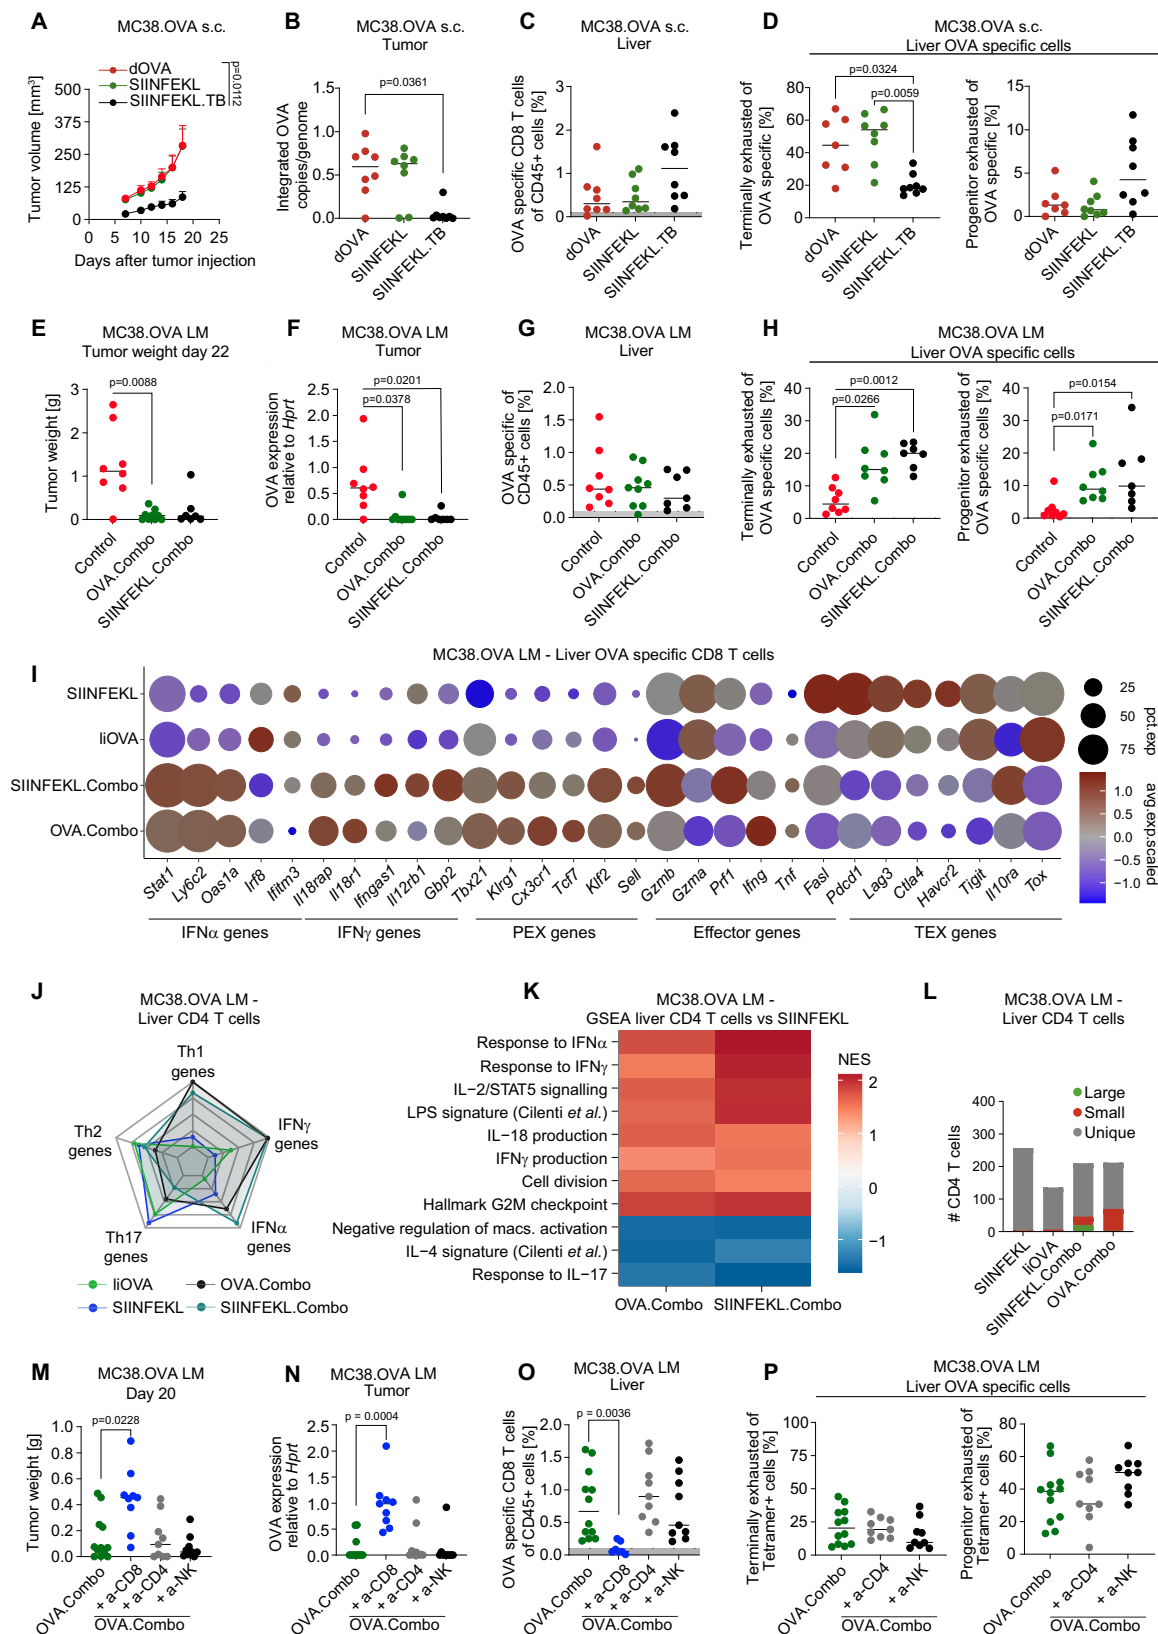 A
MC38.OVA s.c.
dOVA
SIINFEKL
SIINFEKL.TB
p=0.0112
Tumor volume [mm³]
500
375
250
125
0
0 5 10 15 20 25
Days after tumor injection
B
MC38.OVA s.c.
Tumor
p=0.0361
Integrated OVA
copies/genome
1.5
1.0
0.5
0.0
dOVA
SIINFEKL
SIINFEKL.TB
C
MC38.OVA s.c.
Liver
OVA specific CD8 T cells
of CD45+ cells [%]
3
2
1
0
dOVA
SIINFEKL
SIINFEKL.TB
D
MC38.OVA s.c.
Liver OVA specific cells
p=0.0324
p=0.0059
Terminally exhausted of
OVA specific [%]
80
60
40
20
0
dOVA
SIINFEKL
SIINFEKL.TB
Progenitor exhausted of
OVA specific [%]
15
10
5
0
dOVA
SIINFEKL
SIINFEKL.TB
E
MC38.OVA LM
Tumor weight day 22
p=0.0088
Tumor weight [g]
3
2
1
0
Control
OVA.Combo
SIINFEKL.Combo
F
MC38.OVA LM
Tumor
p=0.0201
p=0.0378
OVA expression
relative to Hprt
2.5
2.0
1.5
1.0
0.5
0.0
Control
OVA.Combo
SIINFEKL.Combo
G
MC38.OVA LM
Liver
OVA specific of
CD45+ cells [%]
2.0
1.5
1.0
0.5
0.0
Control
OVA.Combo
SIINFEKL.Combo
H
MC38.OVA LM
Liver OVA specific cells
p=0.0012
p=0.0266
Terminally exhausted of
OVA specific cells [%]
40
30
20
10
0
Control
OVA.Combo
SIINFEKL.Combo
p=0.0154
p=0.0171
Progenitor exhausted of
OVA specific cells [%]
40
30
20
10
0
Control
OVA.Combo
SIINFEKL.Combo
I
MC38.OVA LM - Liver OVA specific CD8 T cells
SIINFEKL
liOVA
SIINFEKL.Combo
OVA.Combo
Stat1 Ly6c2 Oas1a Irf8 Ifitm3 Il18rap Il18r1 Ifngas1 Il12rb1 Gbp2 Tbx21 Klrg1 Cx3cr1 Tcf7 Klf2 Sell Gzmb Gzma Prf1 Ifng Tnf Fasl Pdcd1 Lag3 Ctla4 Havcr2 Tigit Il10ra Tox
IFNα genes IFNγ genes PEX genes Effector genes TEX genes
25
50
75
pct.exp
1.0
0.5
0.0
−0.5
−1.0
avg.exp.scaled
J
MC38.OVA LM -
Liver CD4 T cells
Th1
genes
IFNγ
genes
IFNα
genes
Th17
genes
Th2
genes
liOVA
OVA.Combo
SIINFEKL
SIINFEKL.Combo
K
MC38.OVA LM -
GSEA liver CD4 T cells vs SIINFEKL
Response to IFNα
Response to IFNγ
IL−2/STAT5 signalling
LPS signature (Cilenti et al.)
IL−18 production
IFNγ production
Cell division
Hallmark G2M checkpoint
Negative regulation of macs. activation
IL−4 signature (Cilenti et al.)
Response to IL−17
OVA.Combo SIINFEKL.Combo
NES
2
1
0
−1
L
MC38.OVA LM -
Liver CD4 T cells
Large
Small
Unique
# CD4 T cells
400
300
200
100
0
SIINFEKL
liOVA
SIINFEKL.Combo
OVA.Combo
M
MC38.OVA LM
Day 20
p=0.0228
Tumor weight [g]
1.0
0.8
0.6
0.4
0.2
0.0
OVA.Combo
+ a-CD8
+ a-CD4
+ a-NK
OVA.Combo
N
MC38.OVA LM
Tumor
p = 0.0004
OVA expression
relative to Hprt
2.5
2.0
1.5
1.0
0.5
0.0
OVA.Combo
+ a-CD8
+ a-CD4
+ a-NK
OVA.Combo
O
MC38.OVA LM
Liver
p = 0.0036
OVA specific CD8 T cells
of CD45+ cells [%]
2.0
1.5
1.0
0.5
0.0
OVA.Combo
+ a-CD8
+ a-CD4
+ a-NK
OVA.Combo
P
MC38.OVA LM
Liver OVA specific cells
Terminally exhausted of
Tetramer+ cells [%]
100
75
50
25
0
OVA.Combo
+ a-CD4
+ a-NK
OVA.Combo
Progenitor exhausted of
Tetramer+ cells [%]
80
60
40
20
0
OVA.Combo
+ a-CD4
+ a-NK
OVA.Combo